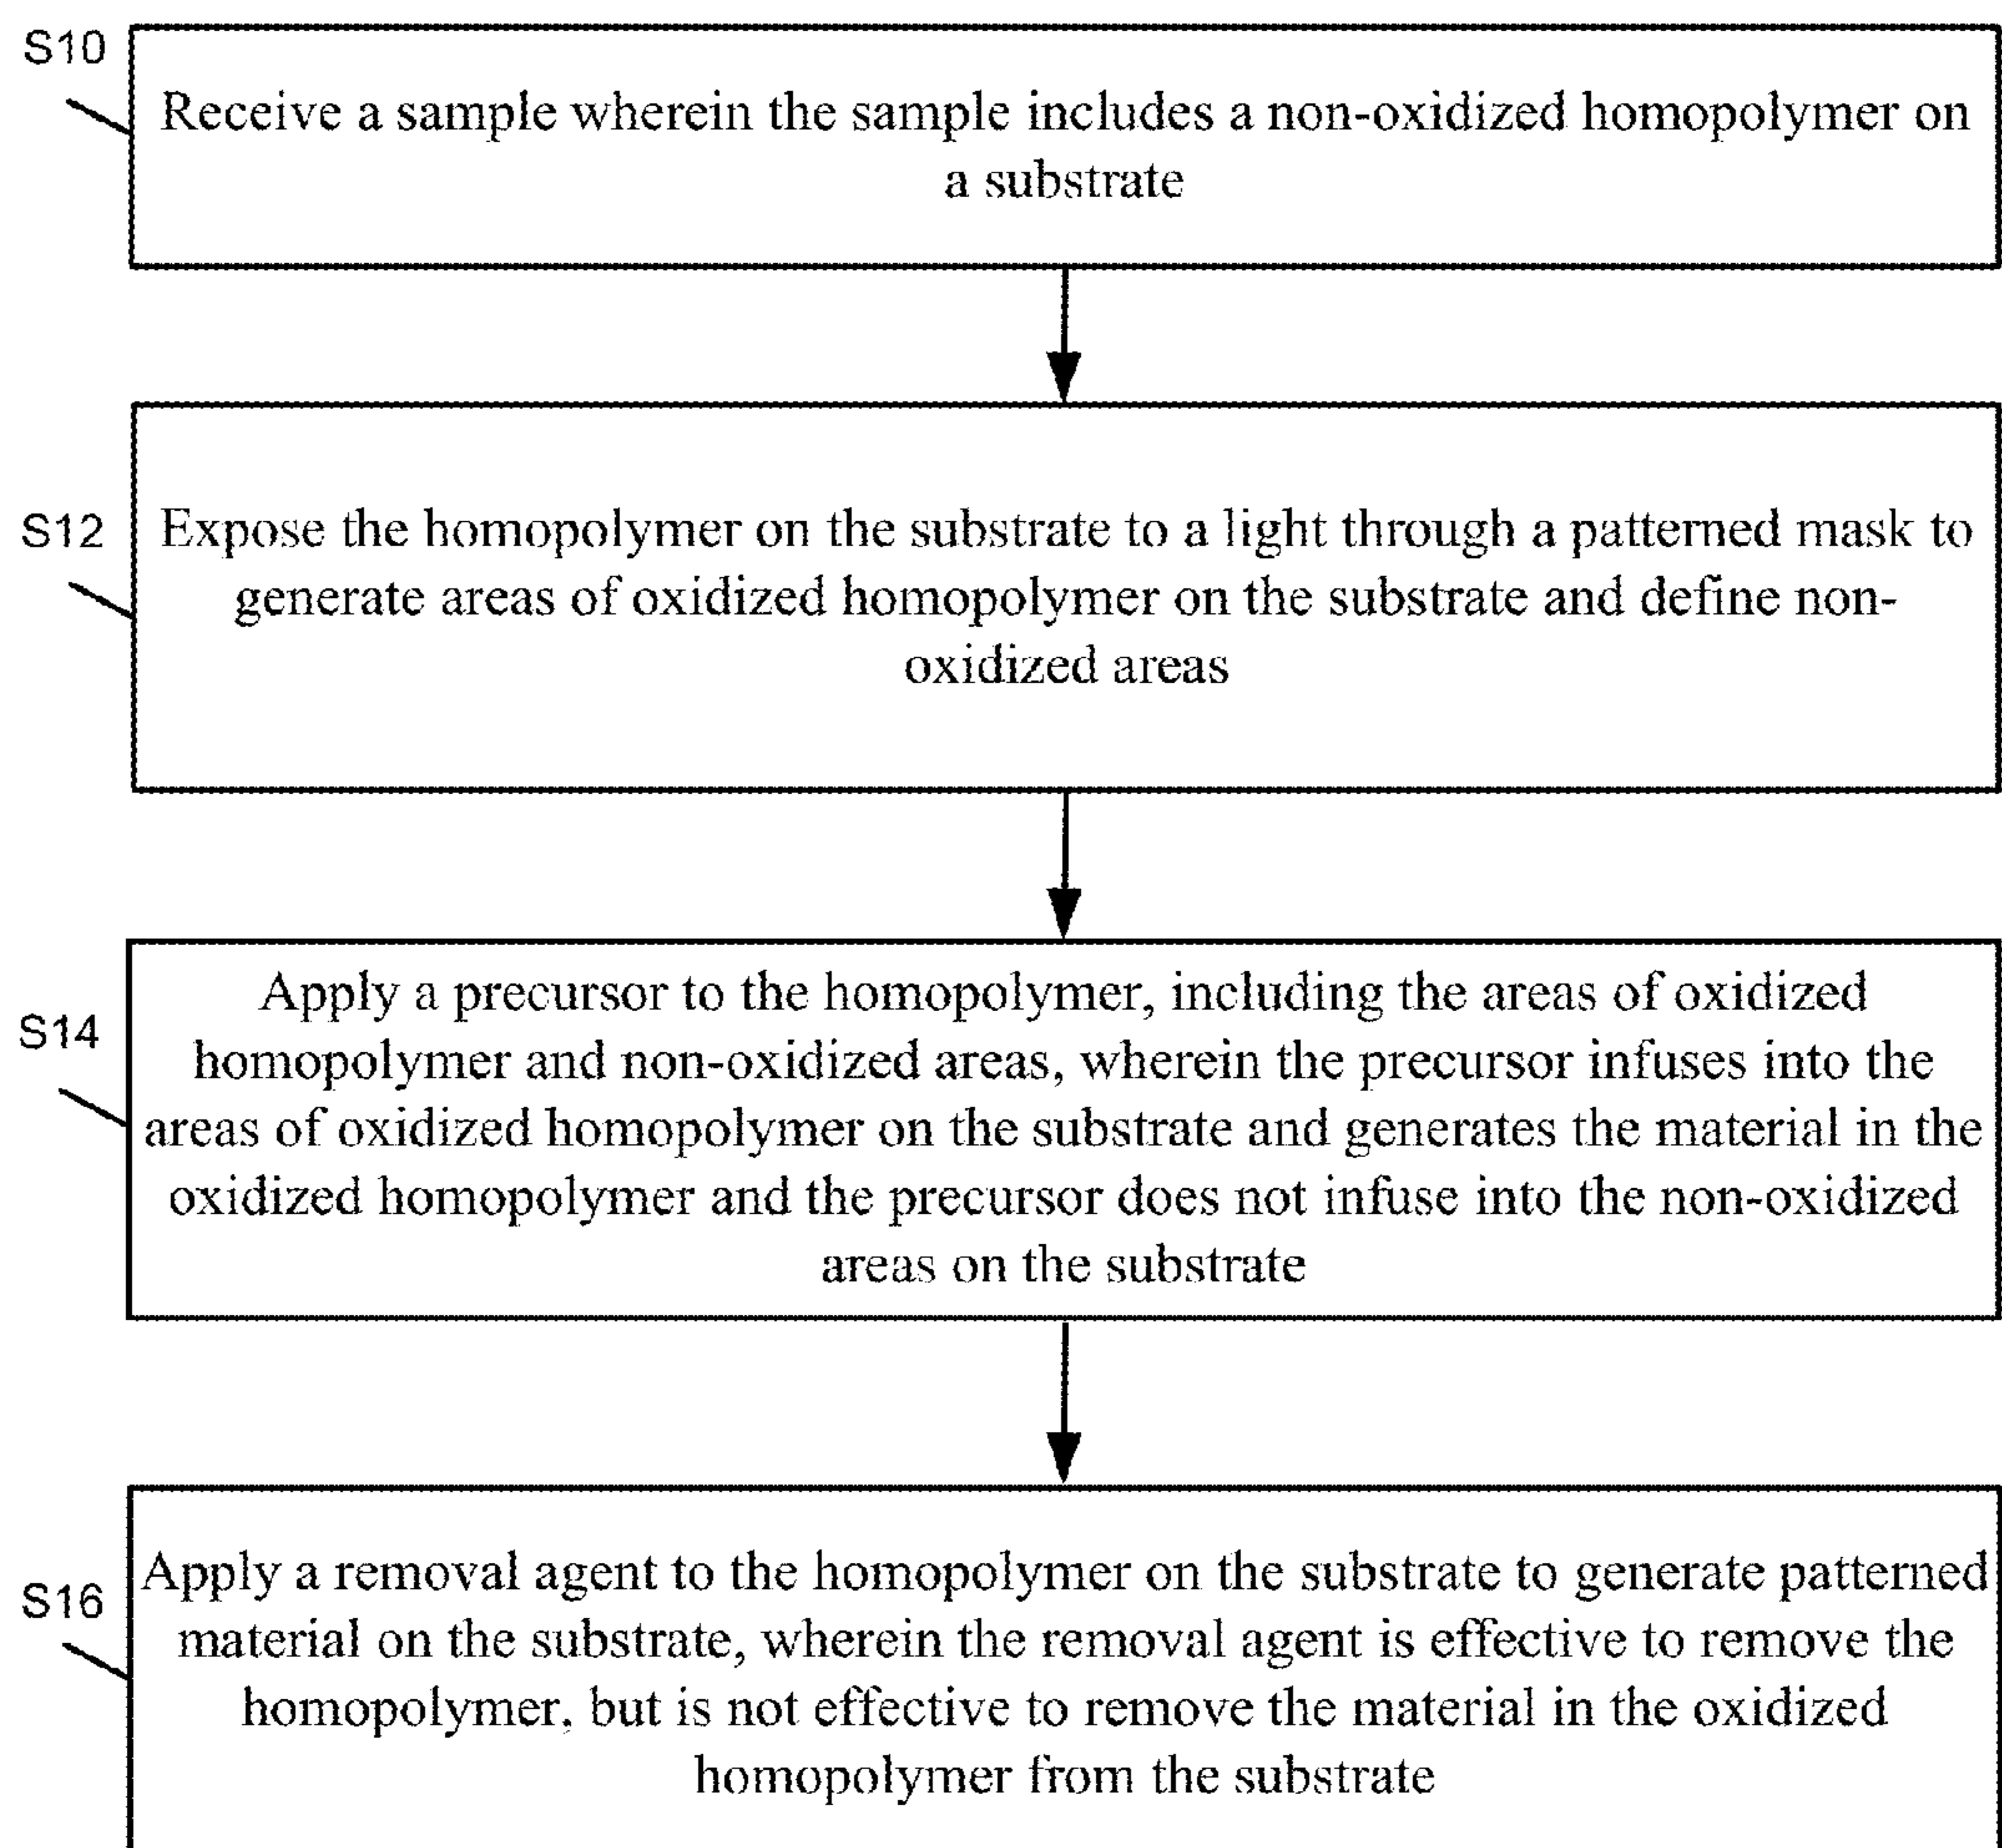 S10
Receive a sample wherein the sample includes a non-oxidized homopolymer on
a substrate
S12
Expose the homopolymer on the substrate to a light through a patterned mask to
generate areas of oxidized homopolymer on the substrate and define non-
oxidized areas
S14
Apply a precursor to the homopolymer, including the areas of oxidized
homopolymer and non-oxidized areas, wherein the precursor infuses into the
areas of oxidized homopolymer on the substrate and generates the material in the
oxidized homopolymer and the precursor does not infuse into the non-oxidized
areas on the substrate
S16
Apply a removal agent to the homopolymer on the substrate to generate patterned
material on the substrate, wherein the removal agent is effective to remove the
homopolymer, but is not effective to remove the material in the oxidized
homopolymer from the substrate